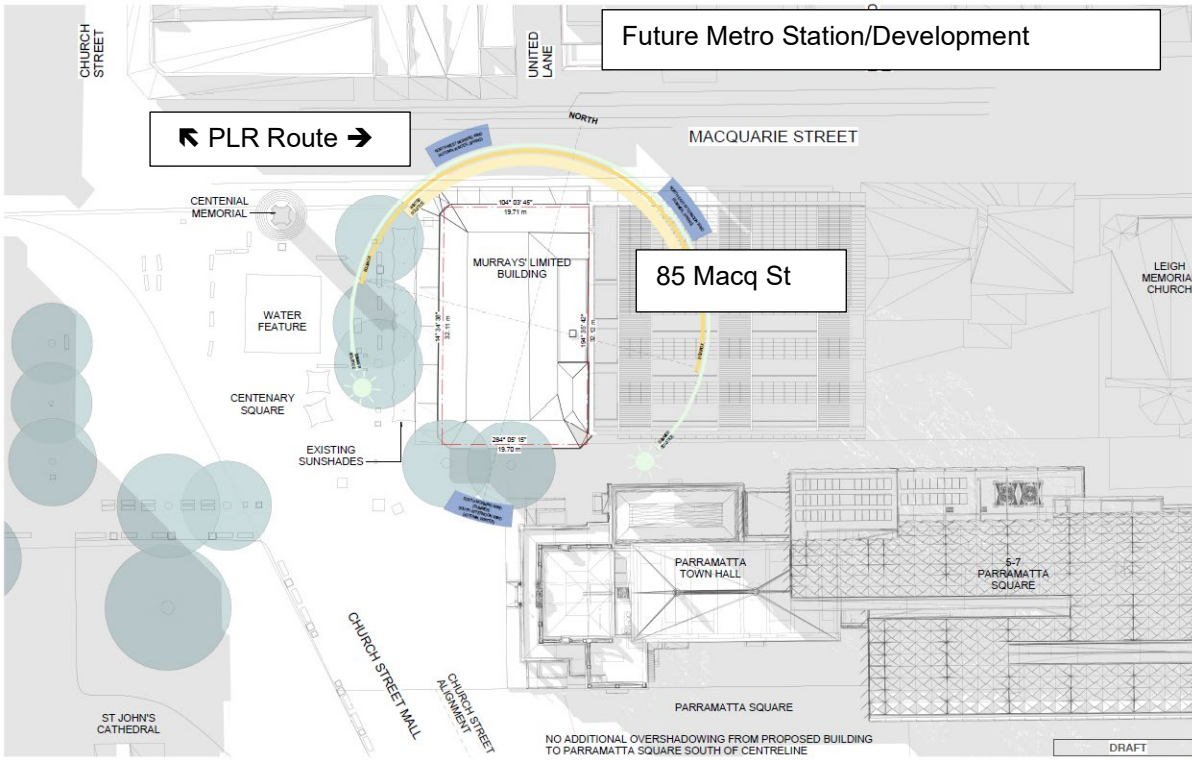 CHURCH
STREET
UNITED
LANE
Future Metro Station/Development
🡬 PLR Route 🡪
NORTH
MACQUARIE STREET
CENTENIAL
MEMORIAL
104° 03' 45"
19.71 m
MURRAYS' LIMITED
BUILDING
85 Macq St
LEIGH
MEMORIA
CHURCH
WATER
FEATURE
32.11 m
CENTENARY
SQUARE
EXISTING
SUNSHADES
284° 05' 15"
19.70 m
PARRAMATTA
TOWN HALL
5-7
PARRAMATTA
SQUARE
CHURCH STREET MALL
CHURCH STREET
ALIGNMENT
ST JOHN'S
CATHEDRAL
PARRAMATTA SQUARE
NO ADDITIONAL OVERSHADOWING FROM PROPOSED BUILDING
TO PARRAMATTA SQUARE SOUTH OF CENTRELINE
DRAFT